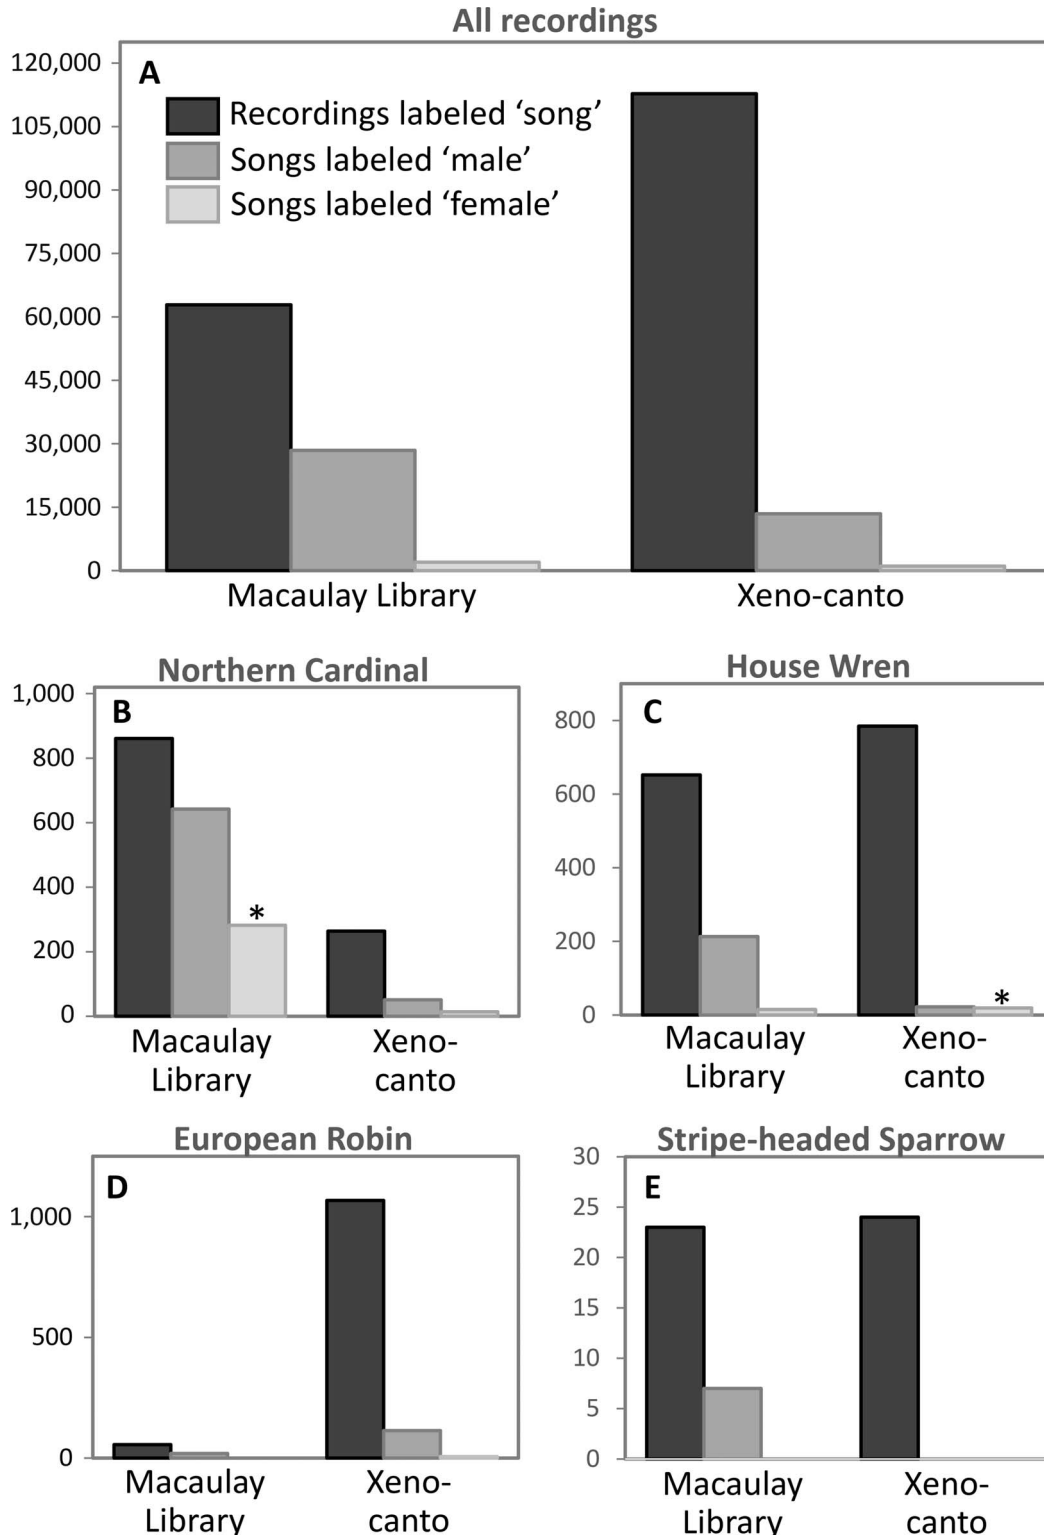 All recordings
A
120,000
105,000
90,000
75,000
60,000
45,000
30,000
15,000
0
Recordings labeled ‘song’
Songs labeled ‘male’
Songs labeled ‘female’
Macaulay Library
Xeno-canto
Northern Cardinal
B
1,000
800
600
400
200
0
*
Macaulay
Library
Xeno-
canto
House Wren
C
800
600
400
200
0
*
Macaulay
Library
Xeno-
canto
European Robin
D
1,000
500
0
Macaulay
Library
Xeno-
canto
Stripe-headed Sparrow
E
30
25
20
15
10
5
0
Macaulay
Library
Xeno-
canto